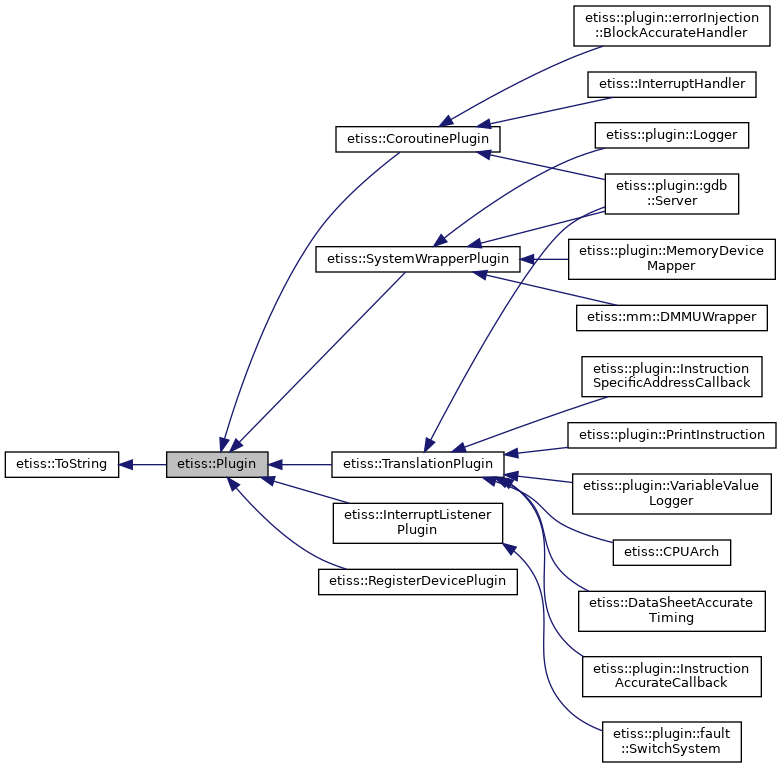 etiss::plugin::errorInjection
::BlockAccurateHandler
etiss::InterruptHandler
etiss::CoroutinePlugin
etiss::plugin::Logger
etiss::plugin::gdb
::Server
etiss::SystemWrapperPlugin
etiss::plugin::MemoryDevice
Mapper
etiss::mm::DMMUWrapper
etiss::plugin::Instruction
SpecificAddressCallback
etiss::plugin::PrintInstruction
etiss::ToString
etiss::Plugin
etiss::TranslationPlugin
etiss::plugin::VariableValue
Logger
etiss::InterruptListener
Plugin
etiss::CPUArch
etiss::RegisterDevicePlugin
etiss::DataSheetAccurate
Timing
etiss::plugin::Instruction
AccurateCallback
etiss::plugin::fault
::SwitchSystem